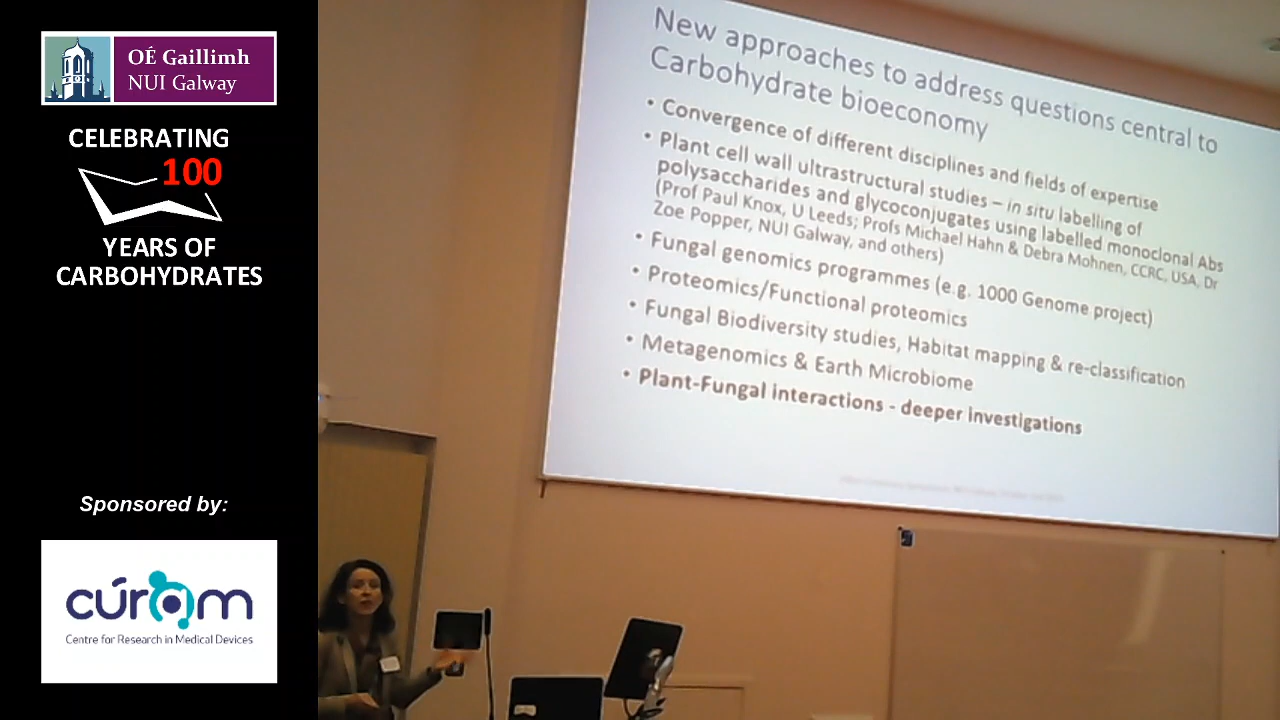 OÉ Gaillimh
NUI Galway
CELEBRATING
100
YEARS OF
CARBOHYDRATES
Sponsored by:
cúram
Centre for Research in Medical Devices
New approaches to address questions central to
Carbohydrate bioeconomy
• Convergence of different disciplines and fields of expertise
• Plant cell wall ultrastructural studies – in situ labelling of
polysaccharides and glycoconjugates using labelled monoclonal Abs
(Prof Paul Knox, U Leeds; Profs Michael Hahn & Debra Mohnen, CCRC, USA, Dr
Zoe Popper, NUI Galway, and others)
• Fungal genomics programmes (e.g. 1000 Genome project)
• Proteomics/Functional proteomics
• Fungal Biodiversity studies, Habitat mapping & re-classification
• Metagenomics & Earth Microbiome
• Plant-Fungal interactions - deeper investigations